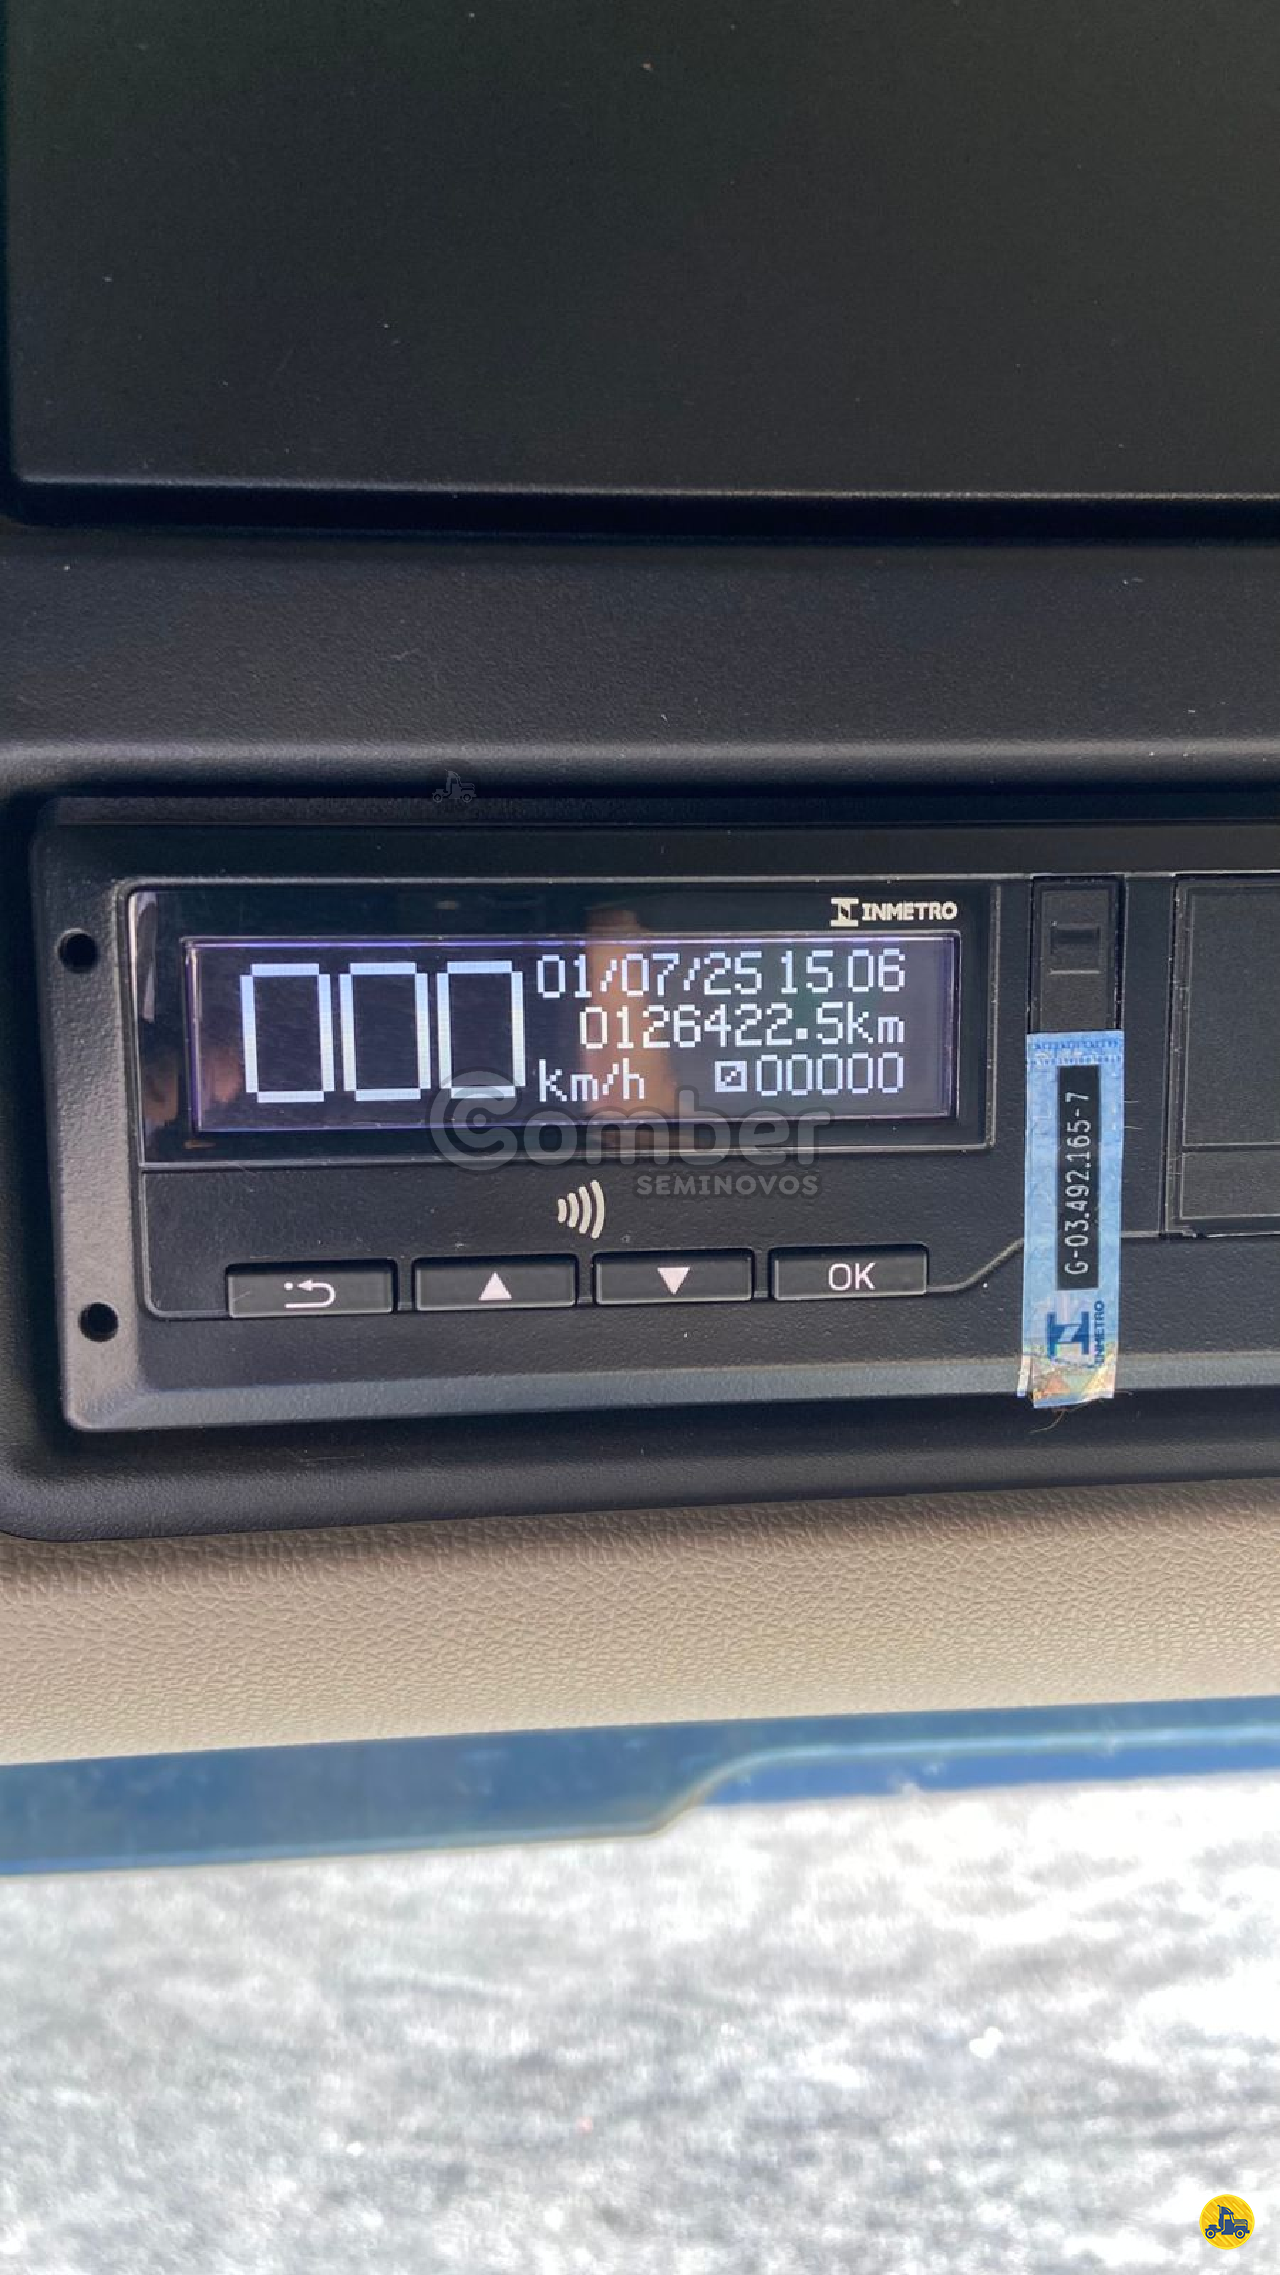 INMETRO
000
01/07/25 15 06
0126422.5km
km/h
00000
Comber
SEMINOVOS
OK
G-03.492.165-7
INMETRO